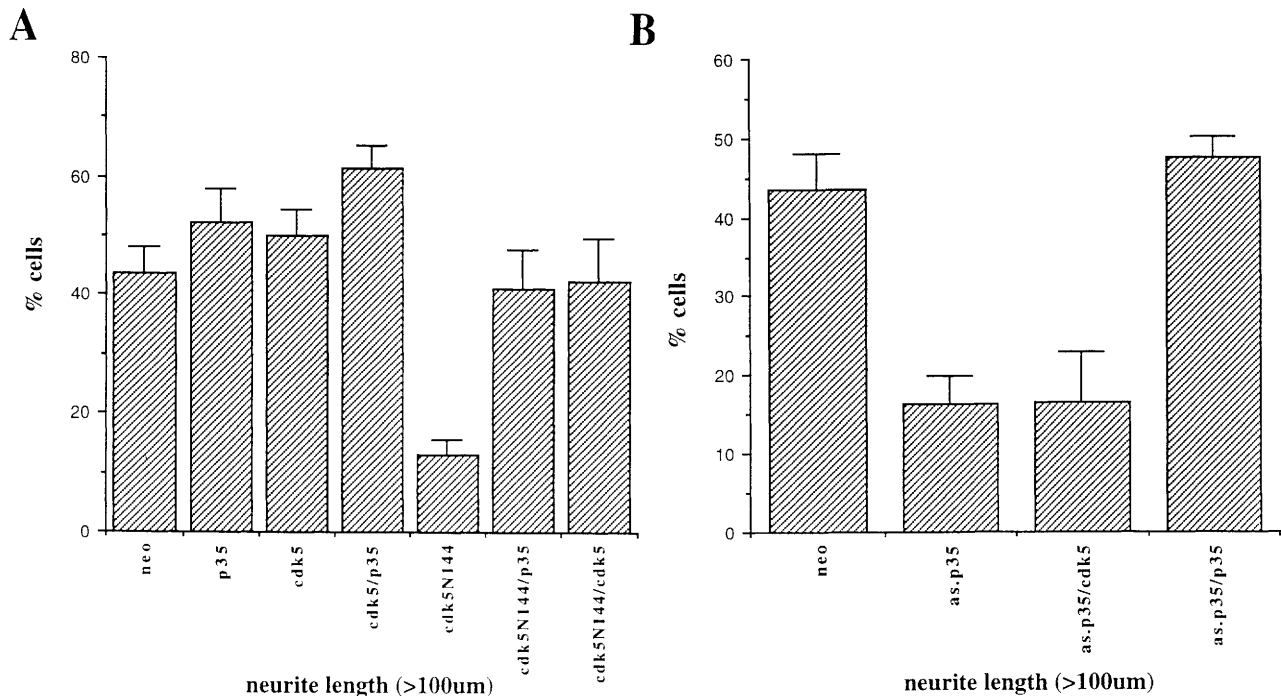 A
80
60
40
20
0
% cells
neo
p35
cdk5
cdk5/p35
cdk5N144
cdk5N144/p35
cdk5N144/cdk5
neurite length (>100um)
B
60
50
40
30
20
10
0
% cells
neo
as.p35
as.p35/cdk5
as.p35/p35
neurite length (>100um)